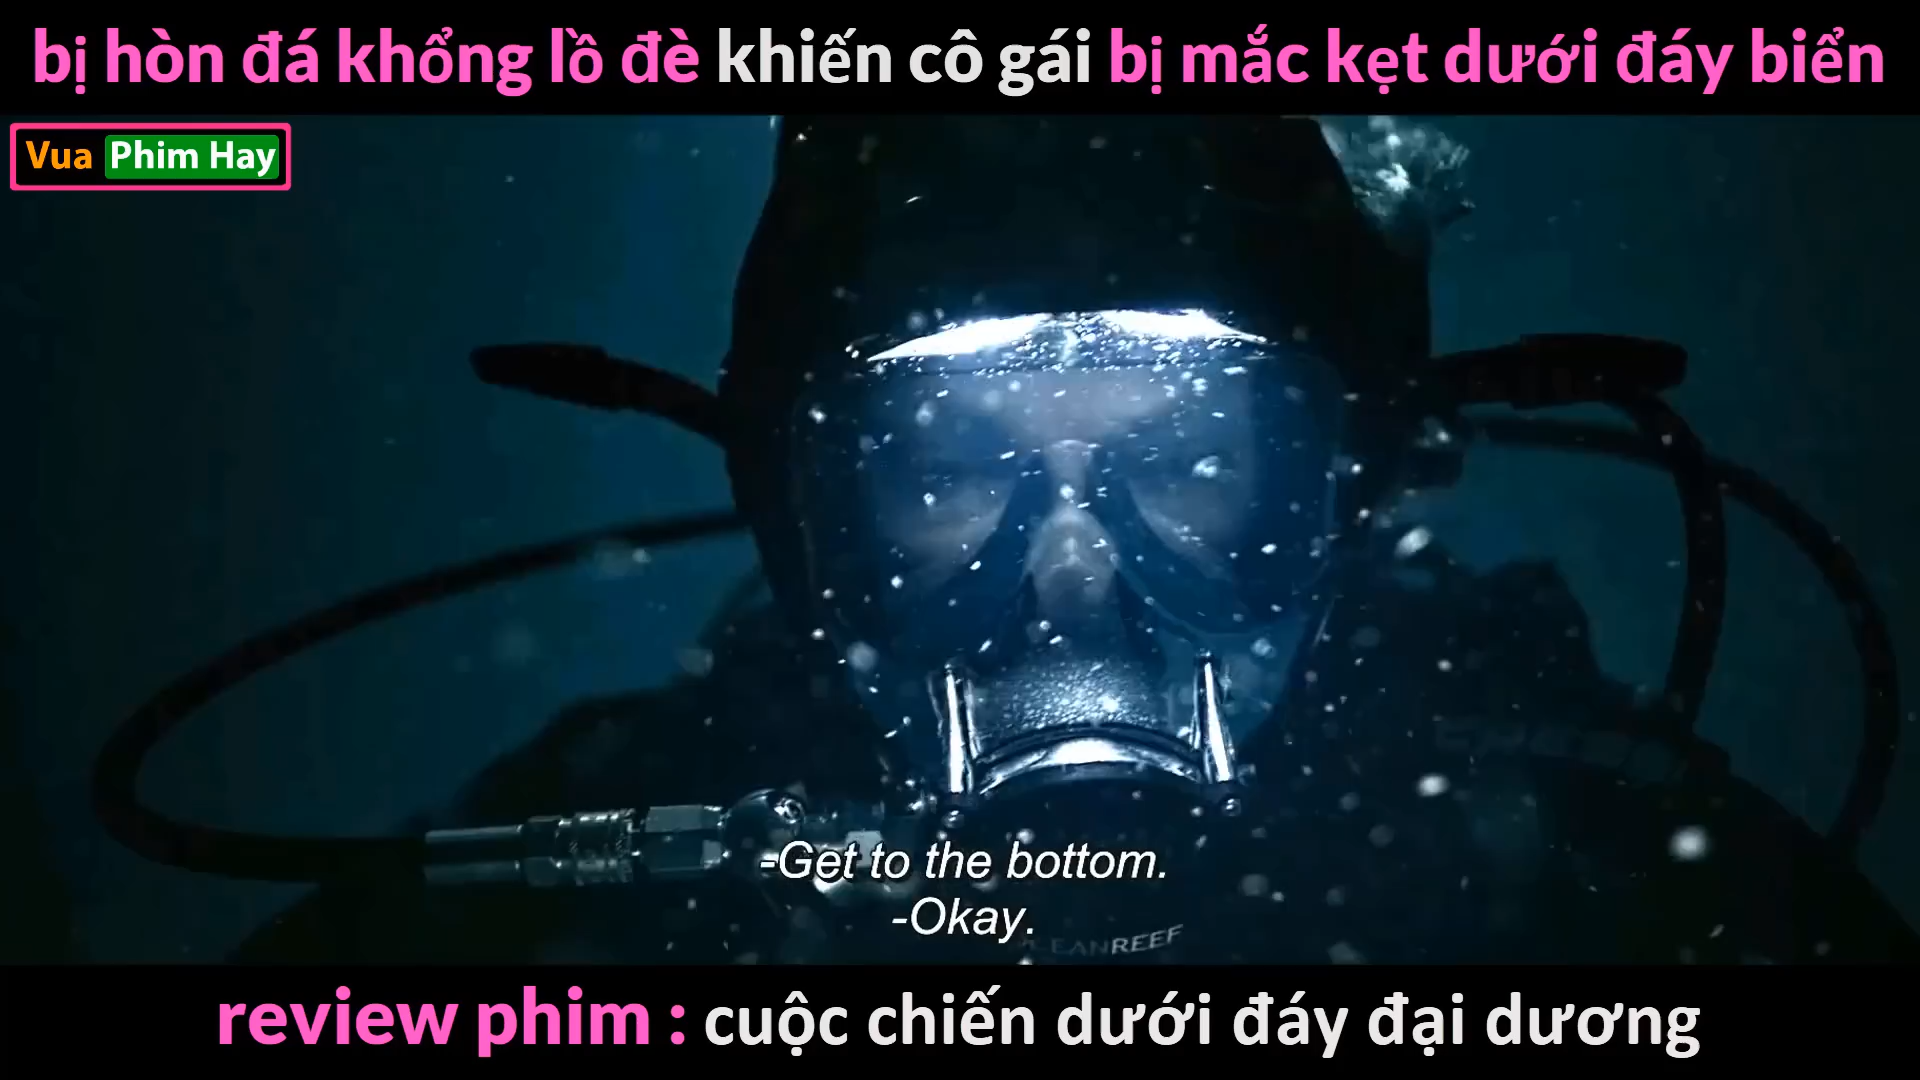 bị hòn đá khổng lồ đè khiến cô gái bị mắc kẹt dưới đáy biển
Vua Phim Hay
-Get to the bottom.
-Okay.
OCEANREEF
review phim : cuộc chiến dưới đáy đại dương